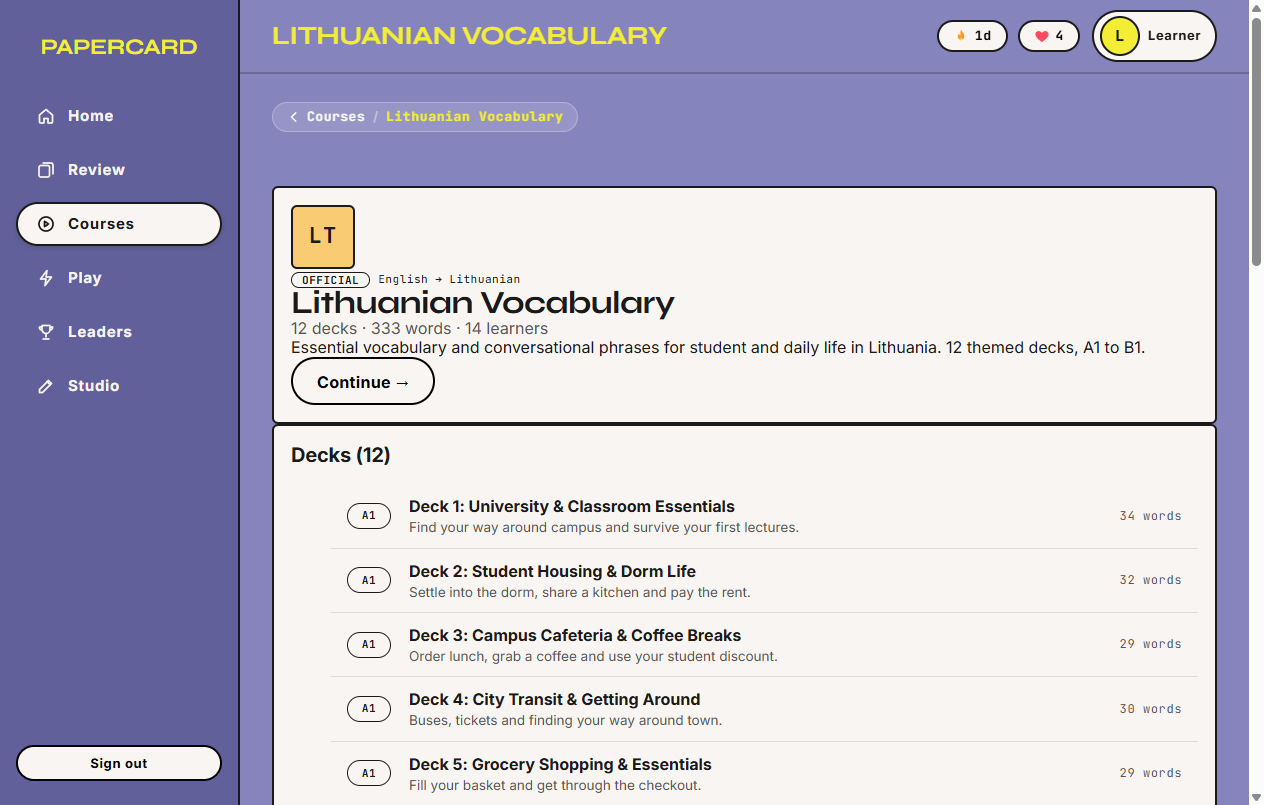 PAPERCARD
Home
Review
Courses
Play
Leaders
Studio
Sign out
LITHUANIAN VOCABULARY
1d
4
L
Learner
Courses / Lithuanian Vocabulary
LT
OFFICIAL English → Lithuanian
Lithuanian Vocabulary
12 decks · 333 words · 14 learners
Essential vocabulary and conversational phrases for student and daily life in Lithuania. 12 themed decks, A1 to B1.
Continue →
Decks (12)
A1
Deck 1: University & Classroom Essentials
Find your way around campus and survive your first lectures.
34 words
A1
Deck 2: Student Housing & Dorm Life
Settle into the dorm, share a kitchen and pay the rent.
32 words
A1
Deck 3: Campus Cafeteria & Coffee Breaks
Order lunch, grab a coffee and use your student discount.
29 words
A1
Deck 4: City Transit & Getting Around
Buses, tickets and finding your way around town.
30 words
A1
Deck 5: Grocery Shopping & Essentials
Fill your basket and get through the checkout.
29 words